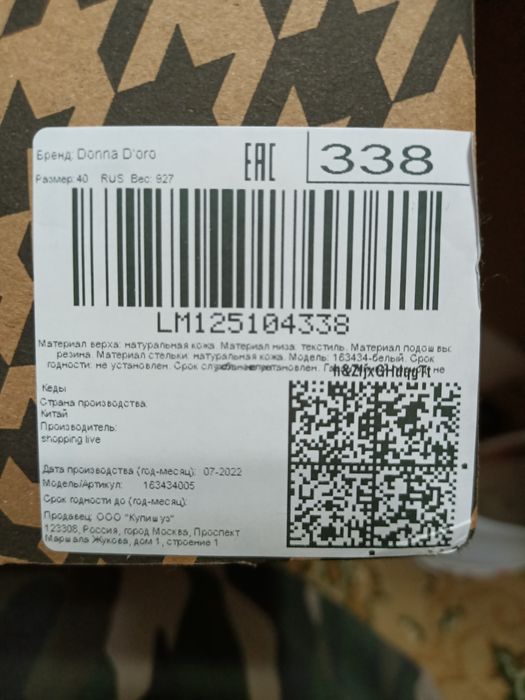 Бренд: Donna D'oro
EAC
338
Размер: 40 RUS Вес: 927
LM125104338
Материал верха: натуральная кожа. Материал низа: текстиль. Материал подошвы:
резина. Материал стельки: натуральная кожа. Модель: 163434-белый. Срок
годности: не установлен. Срок не
Кеды
Страна производства:
Китай
Производитель:
shopping live
Дата производства (год-месяц): 07-2022
Модель/Артикул: 163434005
Срок годности до (год-месяц):
Продавец: ООО "Купишуз"
123308, Россия, город Москва, Проспект
Маршала Жукова, дом 1, строение 1